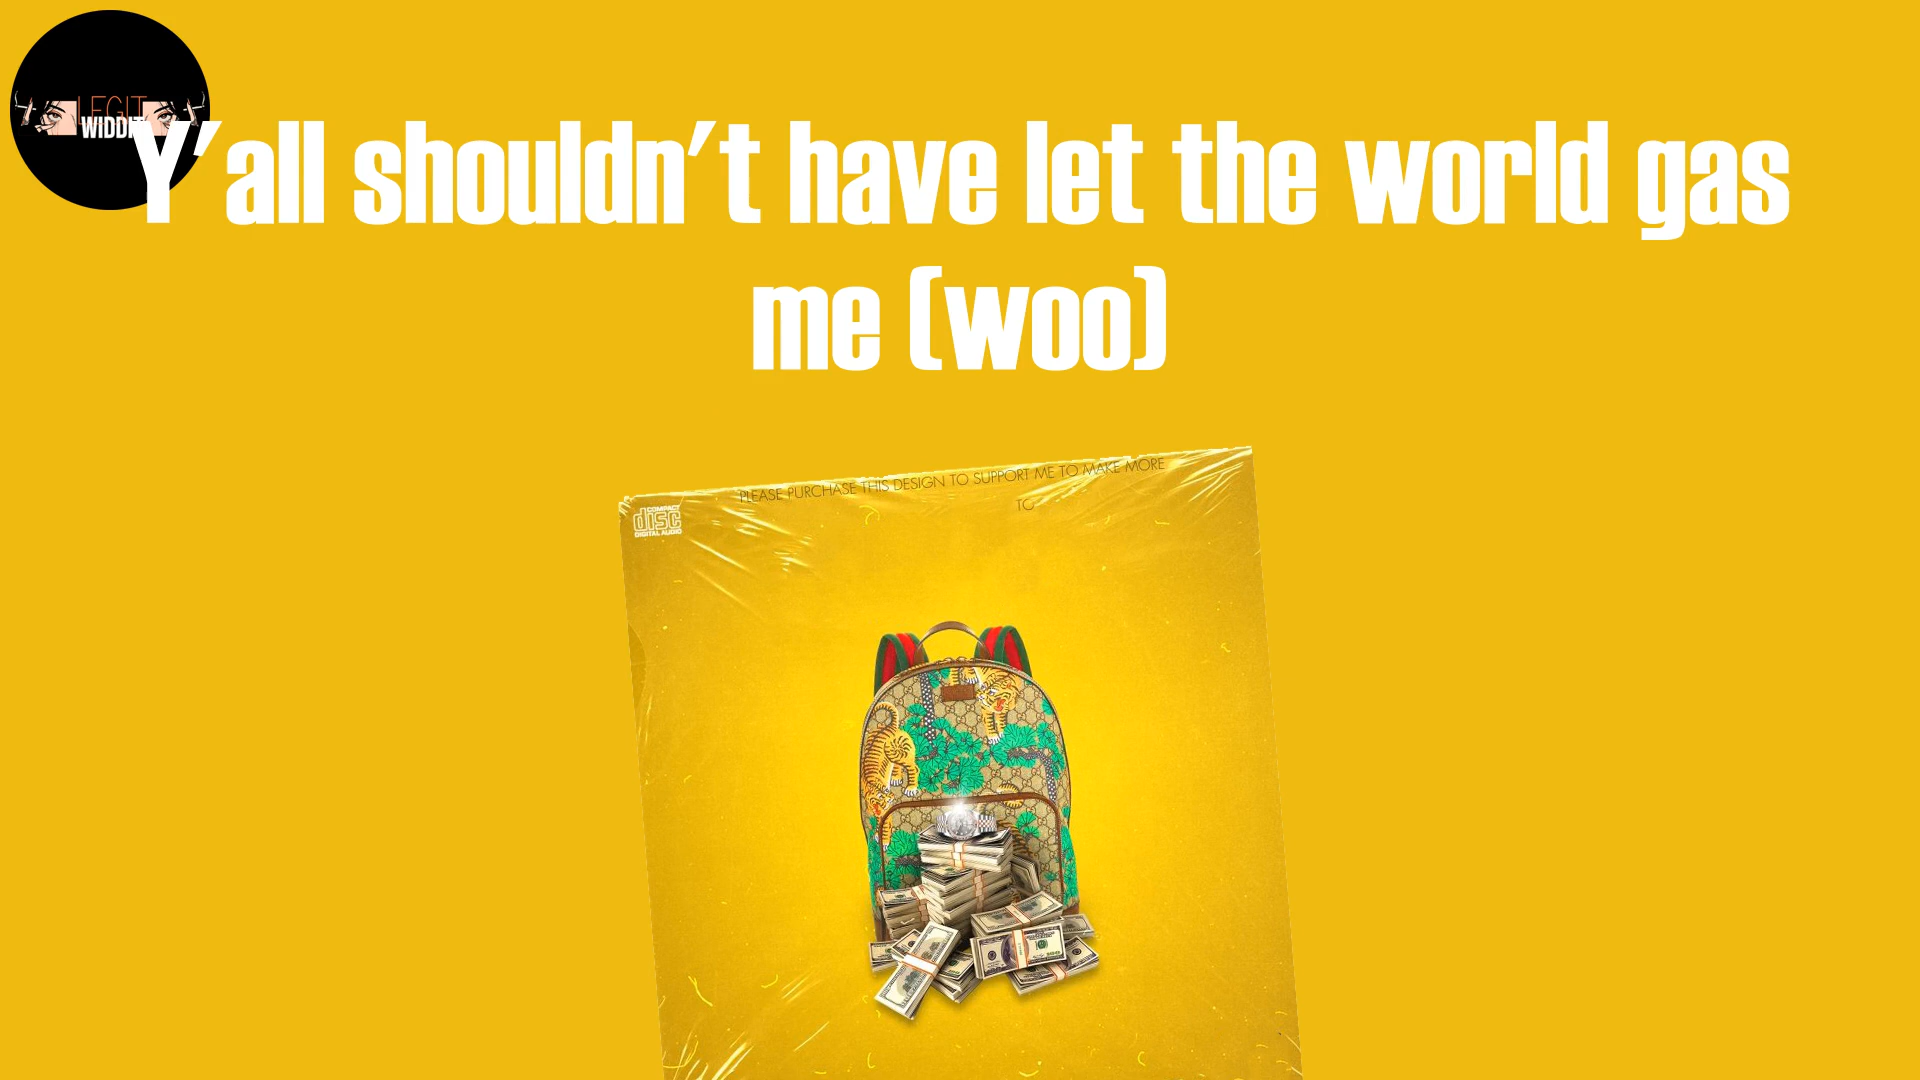 LEGIT
WIDDIT
Y'all shouldn't have let the world gas
me (woo)
PLEASE PURCHASE THIS DESIGN TO SUPPORT ME TO MAKE MORE
TO
COMPACT
disc
DIGITAL AUDIO